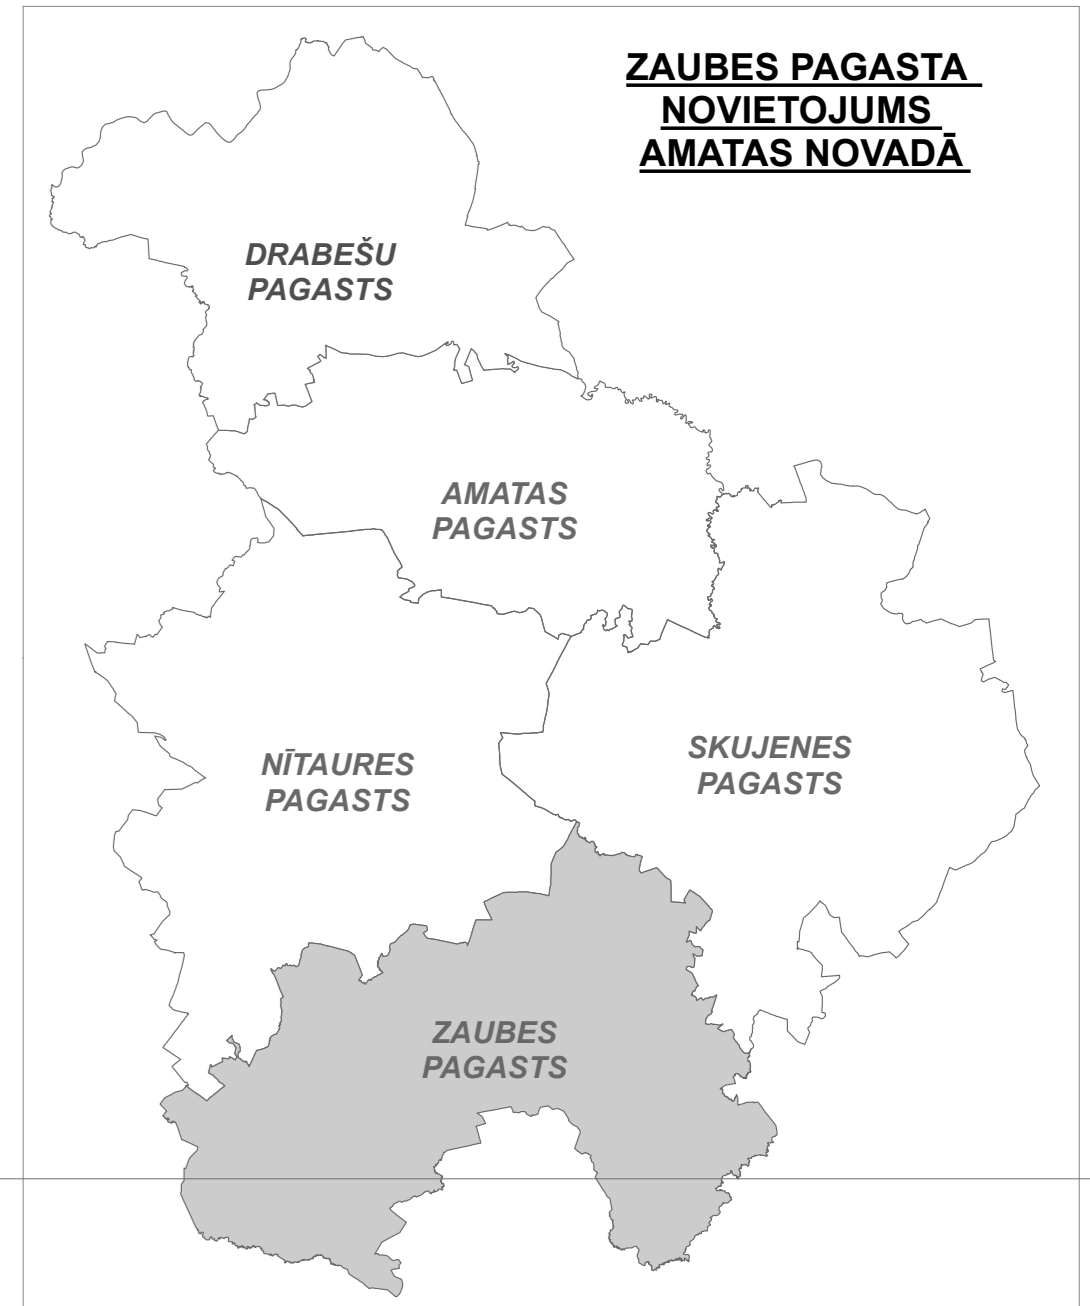 ZAUBES PAGASTA
NOVIETOJUMS
AMATAS NOVADĀ
DRABEŠU
PAGASTS
AMATAS
PAGASTS
NĪTAURES
PAGASTS
SKUJENES
PAGASTS
ZAUBES
PAGASTS